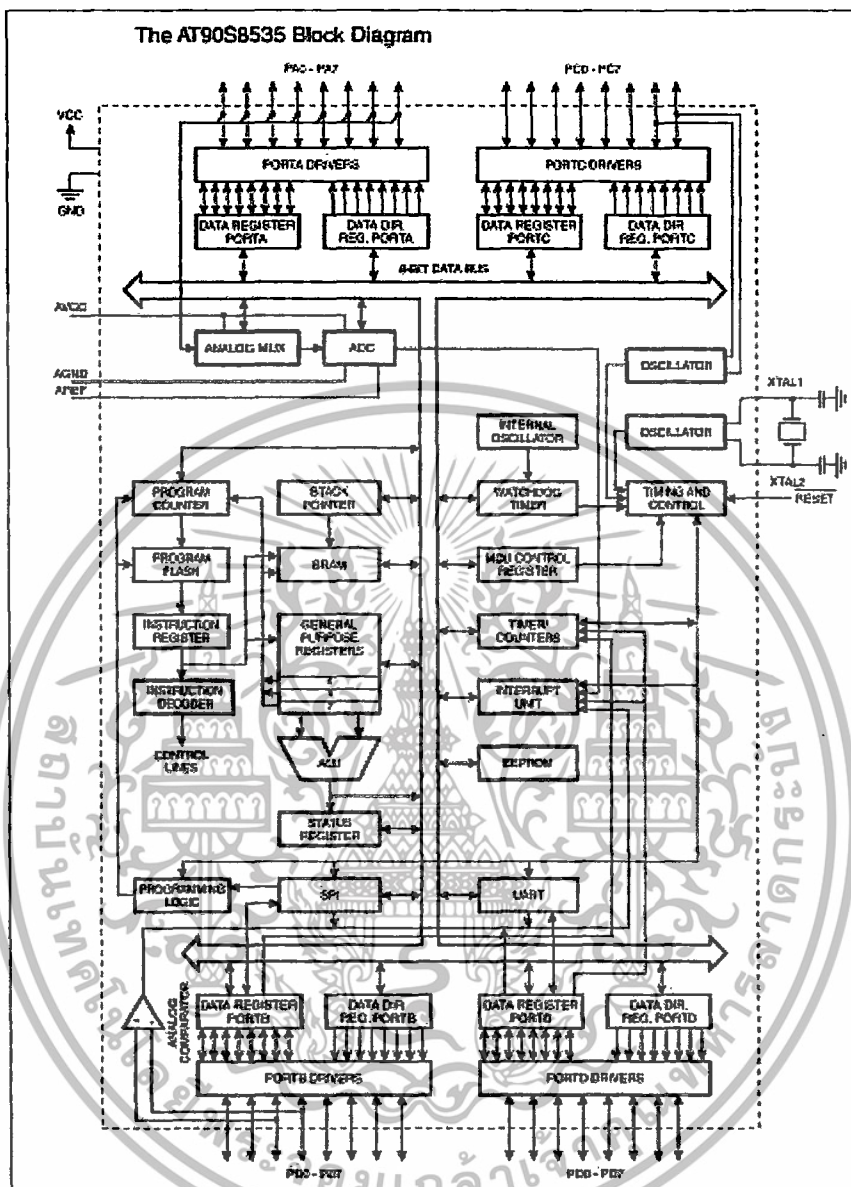 The AT90S8535 Block Diagram
PA0 - PA7
PC0 - PC7
VCC
GND
PORTA DRIVERS
PORTC DRIVERS
DATA REGISTER
PORTA
DATA DIR.
REG. PORTA
DATA REGISTER
PORTC
DATA DIR.
REG. PORTC
8-BIT DATA BUS
AVCC
ANALOG MUX
ADC
AGND
AREF
OSCILLATOR
XTAL1
INTERNAL
OSCILLATOR
OSCILLATOR
XTAL2
PROGRAM
COUNTER
STACK
POINTER
WATCHDOG
TIMER
TIMING AND
CONTROL
RESET
PROGRAM
FLASH
SRAM
MCU CONTROL
REGISTER
INSTRUCTION
REGISTER
GENERAL
PURPOSE
REGISTERS
TIMER/
COUNTERS
INSTRUCTION
DECODER
INTERRUPT
UNIT
CONTROL
LINES
ALU
EEPROM
STATUS
REGISTER
PROGRAMMING
LOGIC
SPI
UART
ANALOG
COMPARATOR
DATA REGISTER
PORTB
DATA DIR.
REG. PORTB
DATA REGISTER
PORTD
DATA DIR.
REG. PORTD
PORTB DRIVERS
PORTD DRIVERS
PB0 - PB7
PD0 - PD7